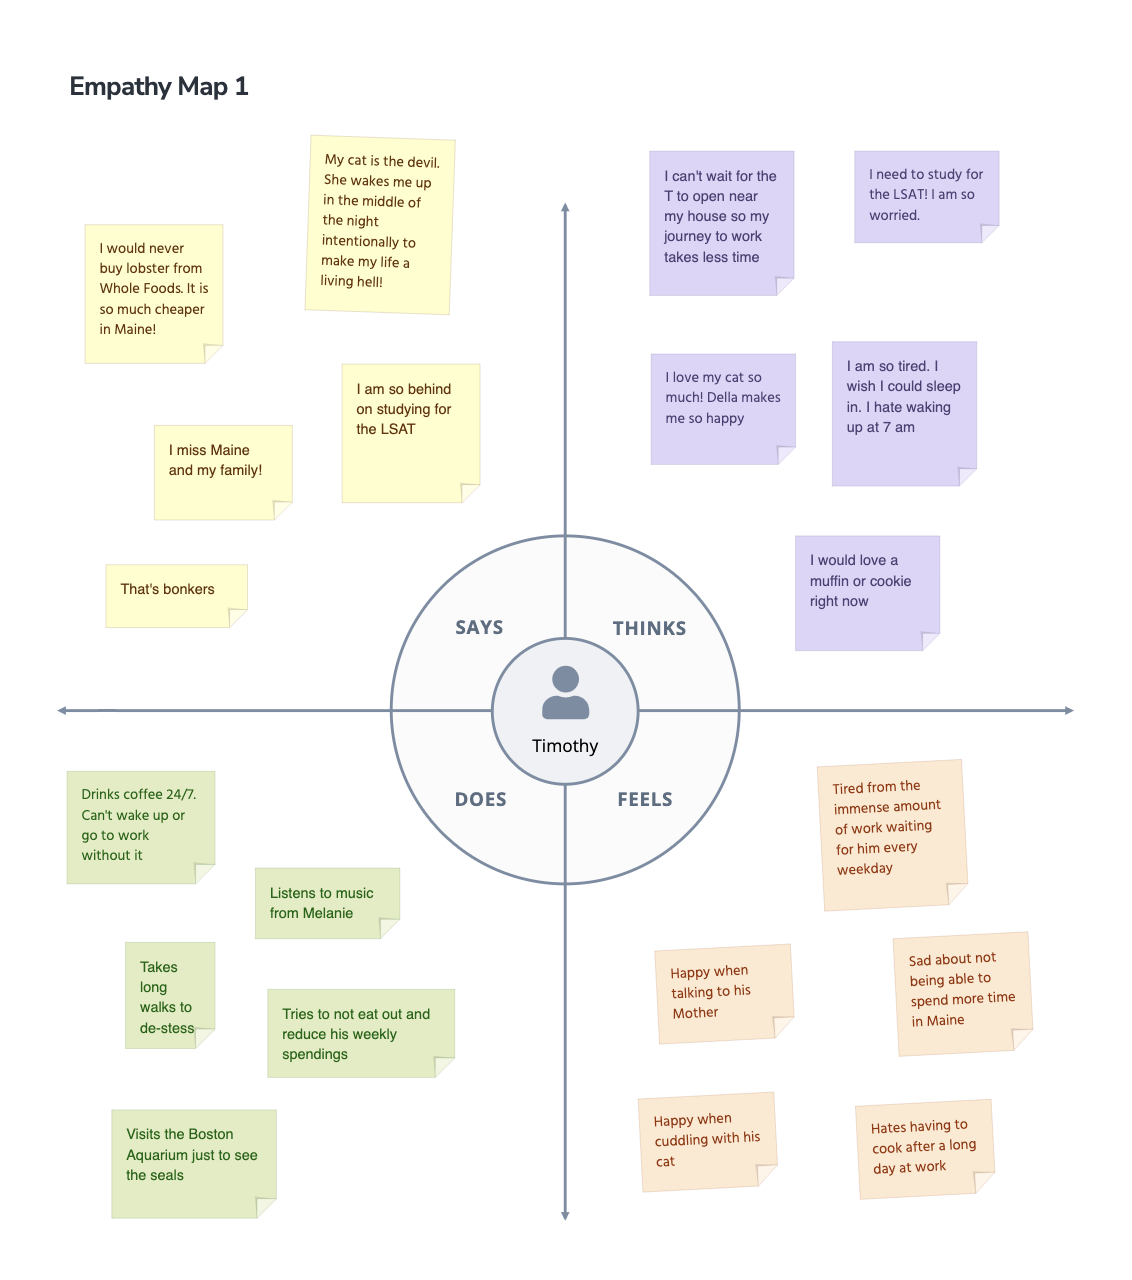 Empathy Map 1
My cat is the devil.
She wakes me up
in the middle of
the night
intentionally to
make my life a
living hell!
I would never
buy lobster from
Whole Foods. It is
so much cheaper
in Maine!
I am so behind
on studying for
the LSAT
I miss Maine
and my family!
That's bonkers
I can't wait for the
T to open near
my house so my
journey to work
takes less time
I need to study for
the LSAT! I am so
worried.
I love my cat so
much! Della makes
me so happy
I am so tired. I
wish I could sleep
in. I hate waking
up at 7 am
I would love a
muffin or cookie
right now
SAYS
THINKS
Timothy
DOES
FEELS
Drinks coffee 24/7.
Can't wake up or
go to work
without it
Listens to music
from Melanie
Takes
long
walks to
de-stess
Tries to not eat out and
reduce his weekly
spendings
Visits the Boston
Aquarium just to see
the seals
Tired from the
immense amount
of work waiting
for him every
weekday
Happy when
talking to his
Mother
Sad about not
being able to
spend more time
in Maine
Happy when
cuddling with his
cat
Hates having to
cook after a long
day at work